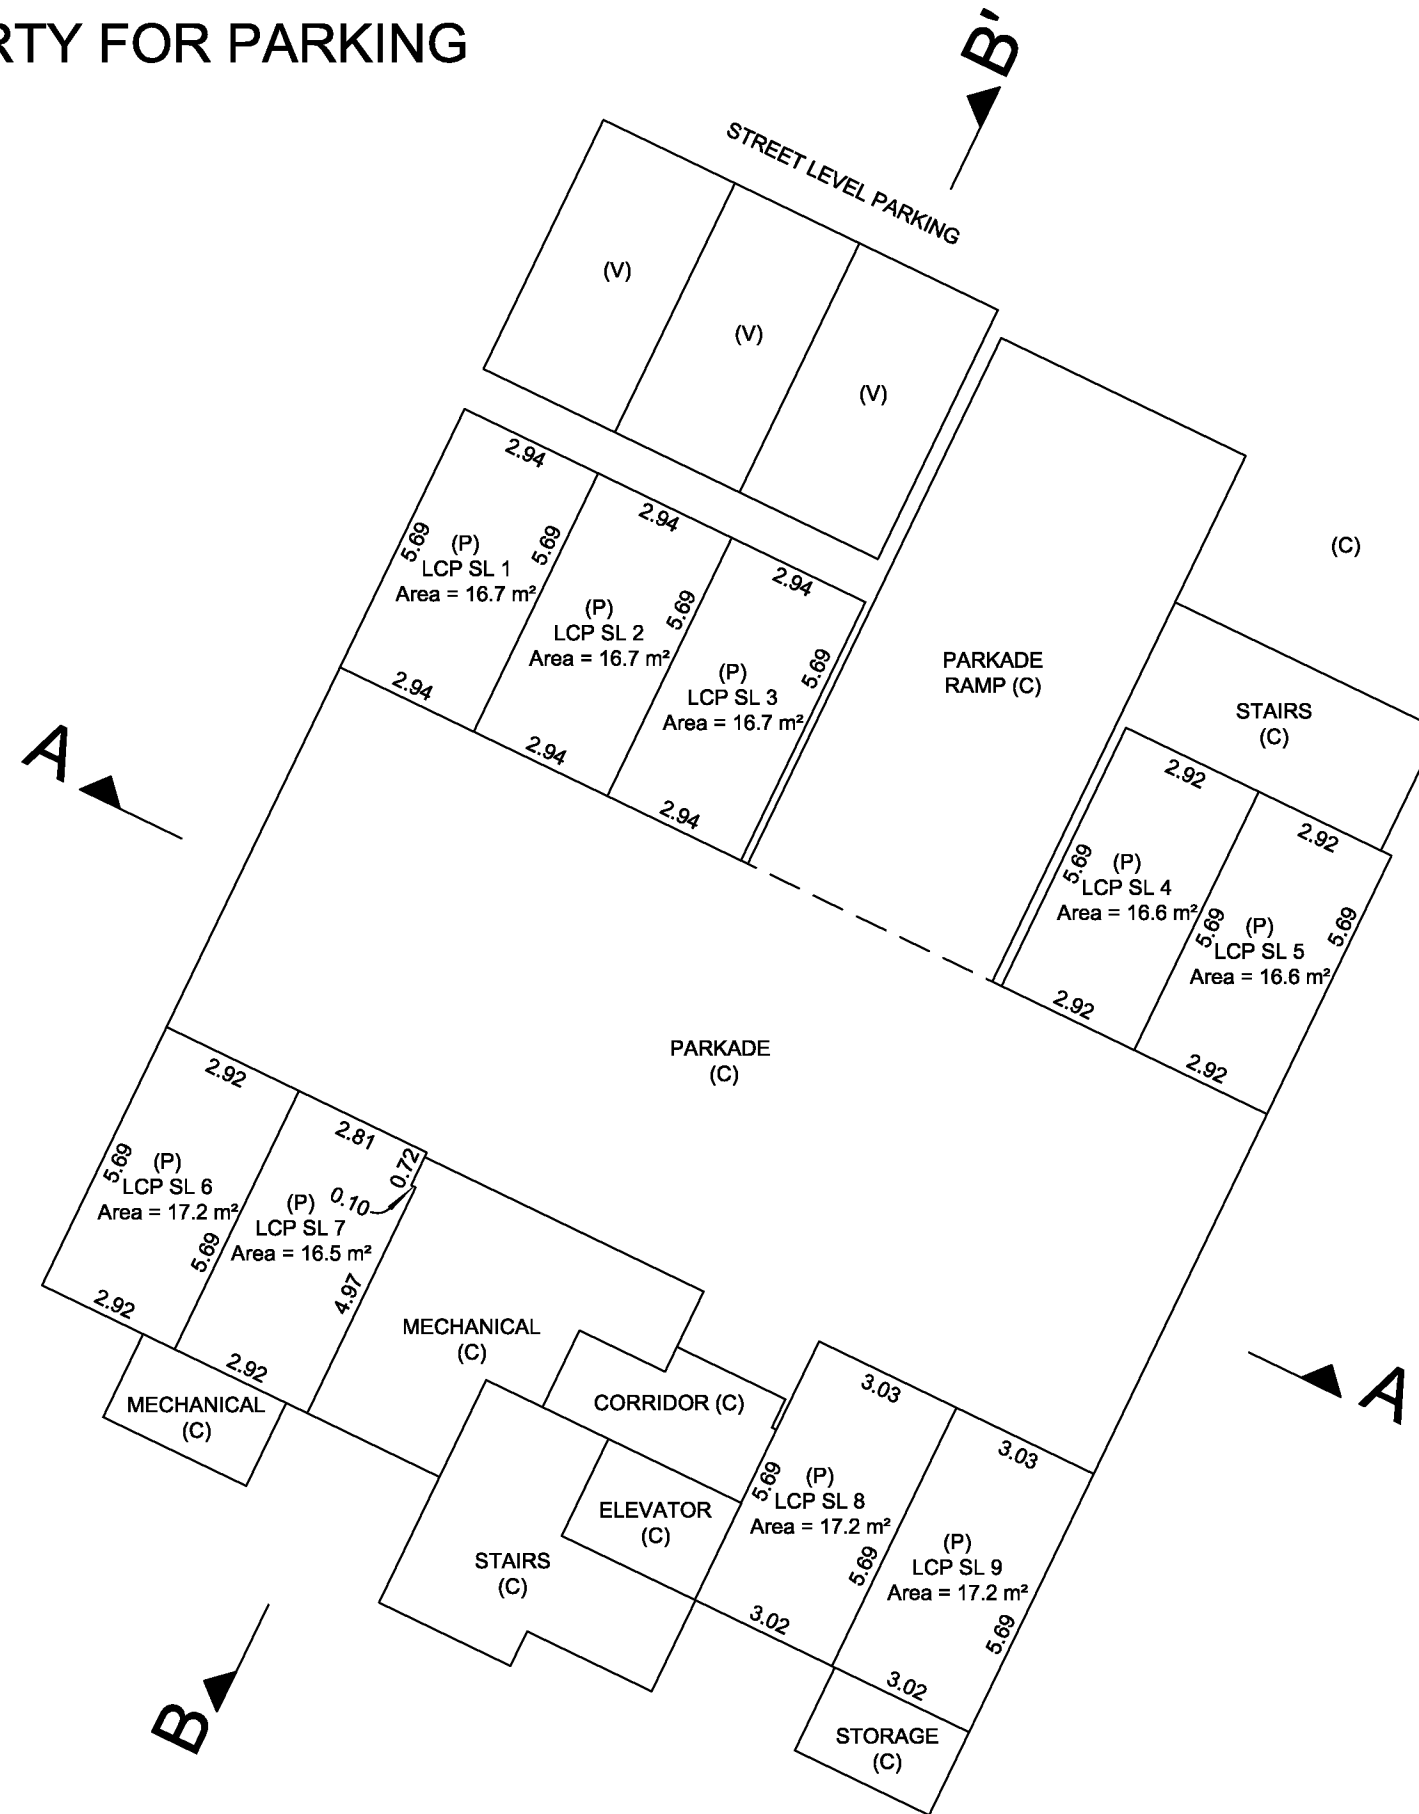 RTY FOR PARKING
B'
STREET LEVEL PARKING
(V)
(V)
(V)
2.94
5.69
(P)
LCP SL 1
Area = 16.7 m²
5.69
2.94
2.94
(P)
LCP SL 2
Area = 16.7 m²
5.69
2.94
2.94
(P)
LCP SL 3
Area = 16.7 m²
5.69
2.94
PARKADE
RAMP (C)
(C)
STAIRS
(C)
A
2.92
5.69
(P)
LCP SL 4
Area = 16.6 m²
5.69
2.92
2.92
(P)
LCP SL 5
Area = 16.6 m²
5.69
2.92
PARKADE
(C)
2.92
5.69
(P)
LCP SL 6
Area = 17.2 m²
5.69
2.92
2.81
0.72
0.10
(P)
LCP SL 7
Area = 16.5 m²
4.97
2.92
MECHANICAL
(C)
MECHANICAL
(C)
CORRIDOR (C)
ELEVATOR
(C)
STAIRS
(C)
3.03
5.69
(P)
LCP SL 8
Area = 17.2 m²
5.69
3.02
3.03
(P)
LCP SL 9
Area = 17.2 m²
5.69
3.02
A
STORAGE
(C)
B